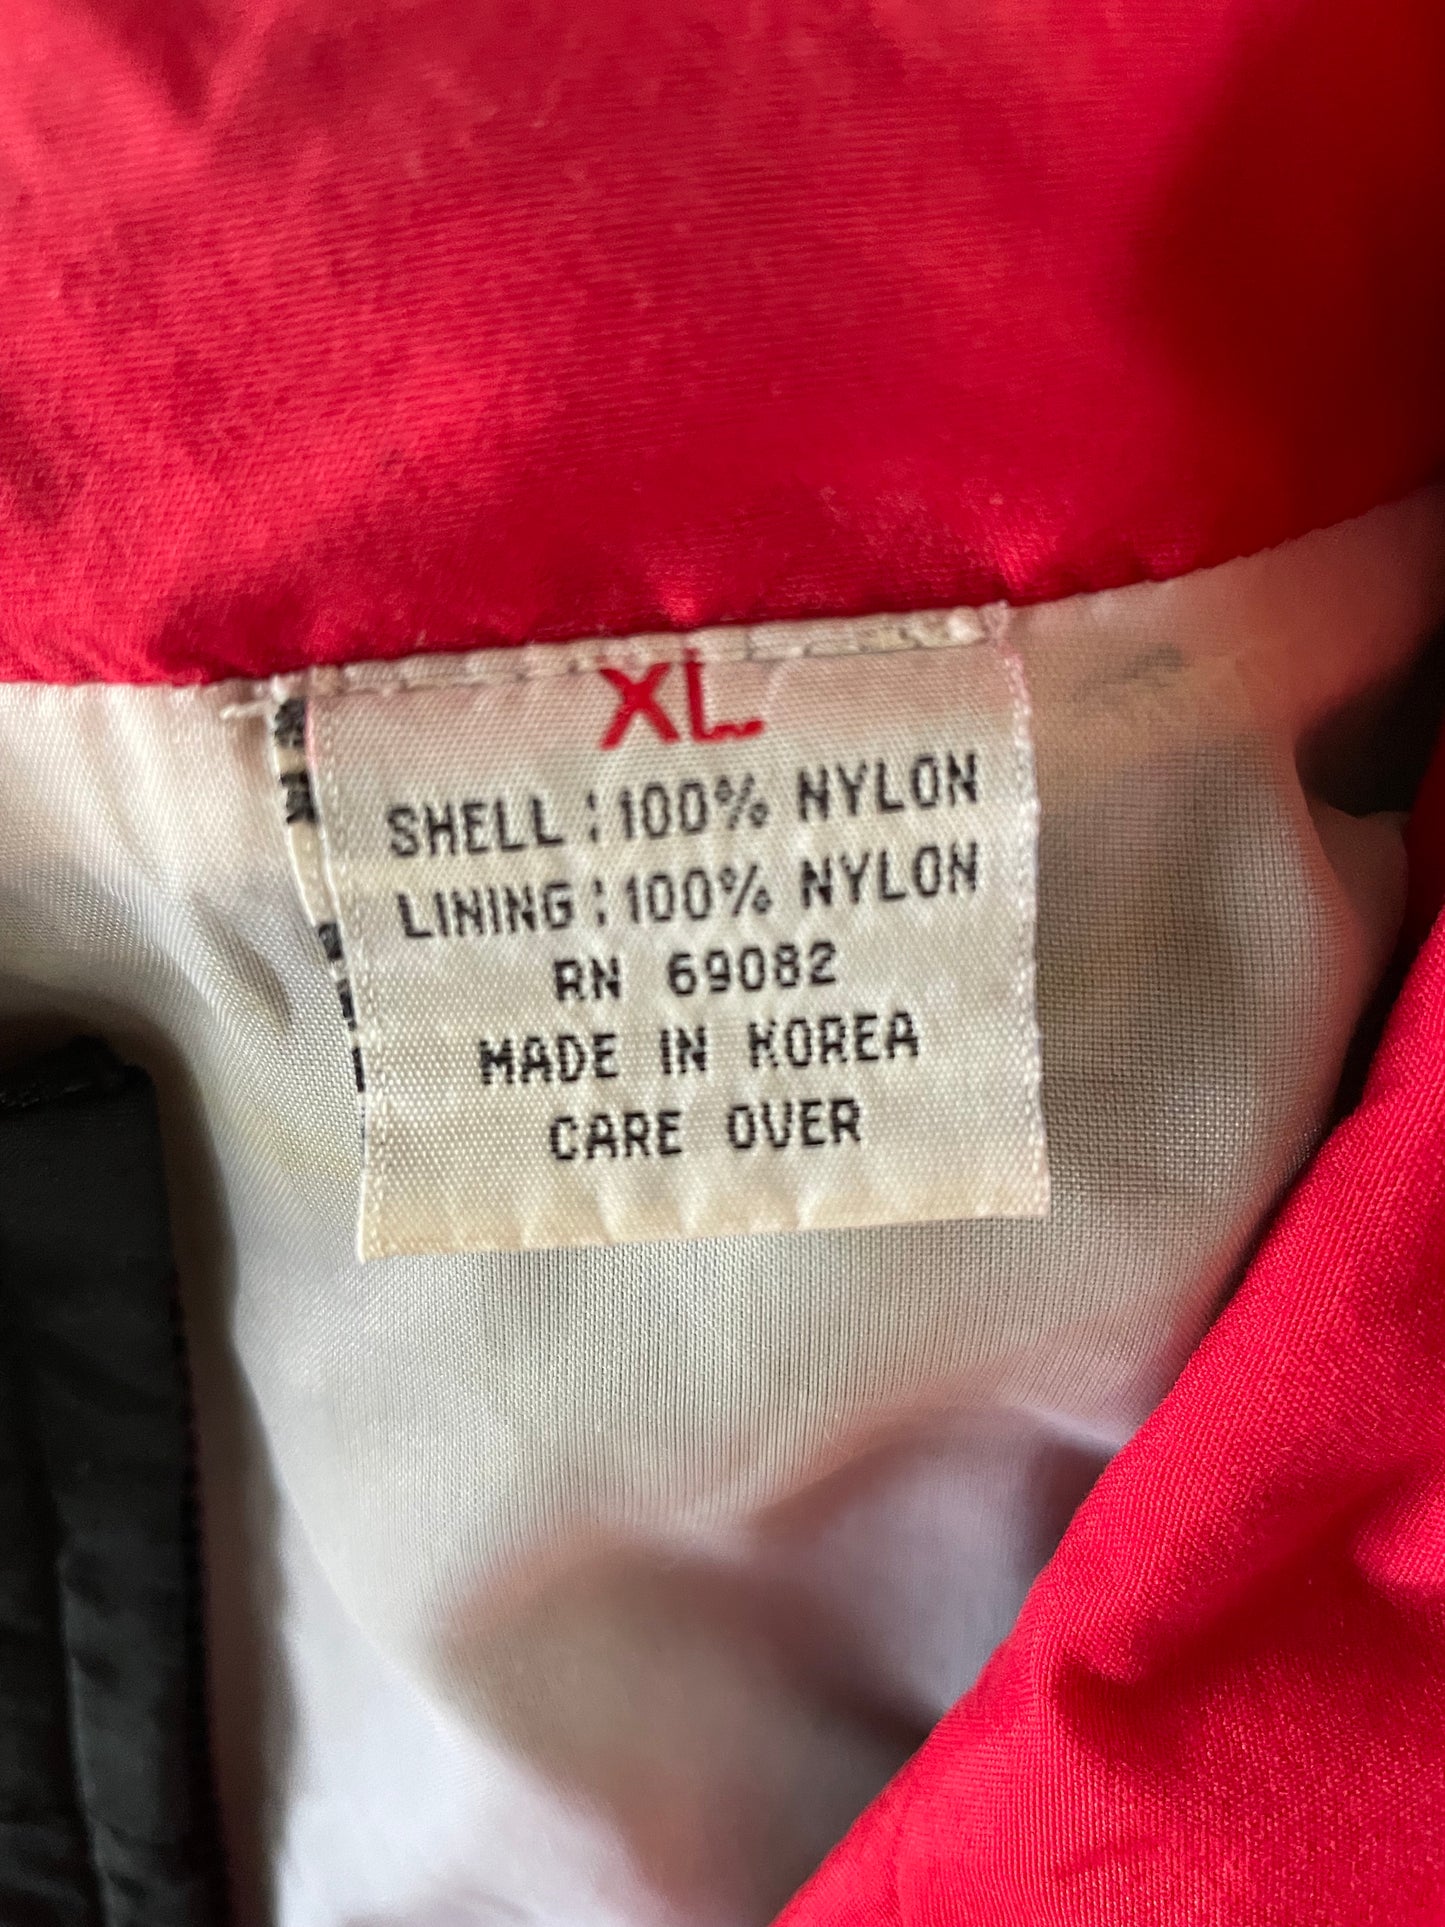 XL
SHELL : 100% NYLON
LINING : 100% NYLON
RN 69082
MADE IN KOREA
CARE OVER